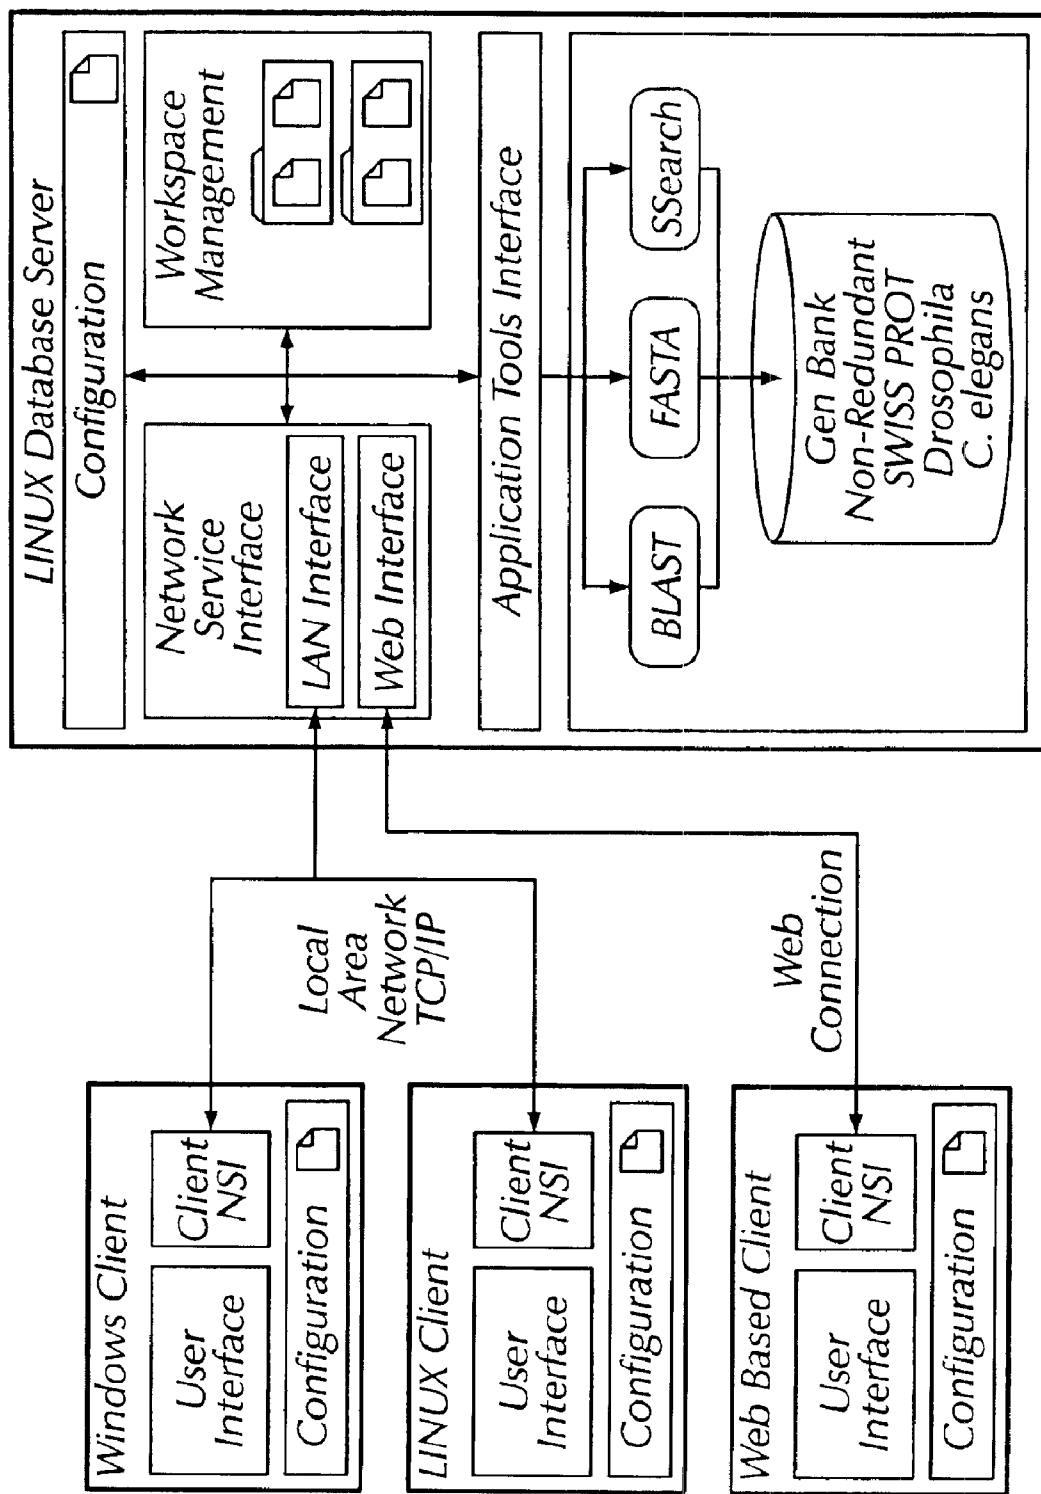 Windows Client
User
Interface
Client
NSI
Configuration
LINUX Client
User
Interface
Client
NSI
Configuration
Web Based Client
User
Interface
Client
NSI
Configuration
Local
Area
Network
TCP/IP
Web
Connection
LINUX Database Server
Configuration
Network
Service
Interface
LAN Interface
Web Interface
Workspace
Management
Application Tools Interface
BLAST
FASTA
SSearch
Gen Bank
Non-Redundant
SWISS PROT
Drosophila
C. elegans